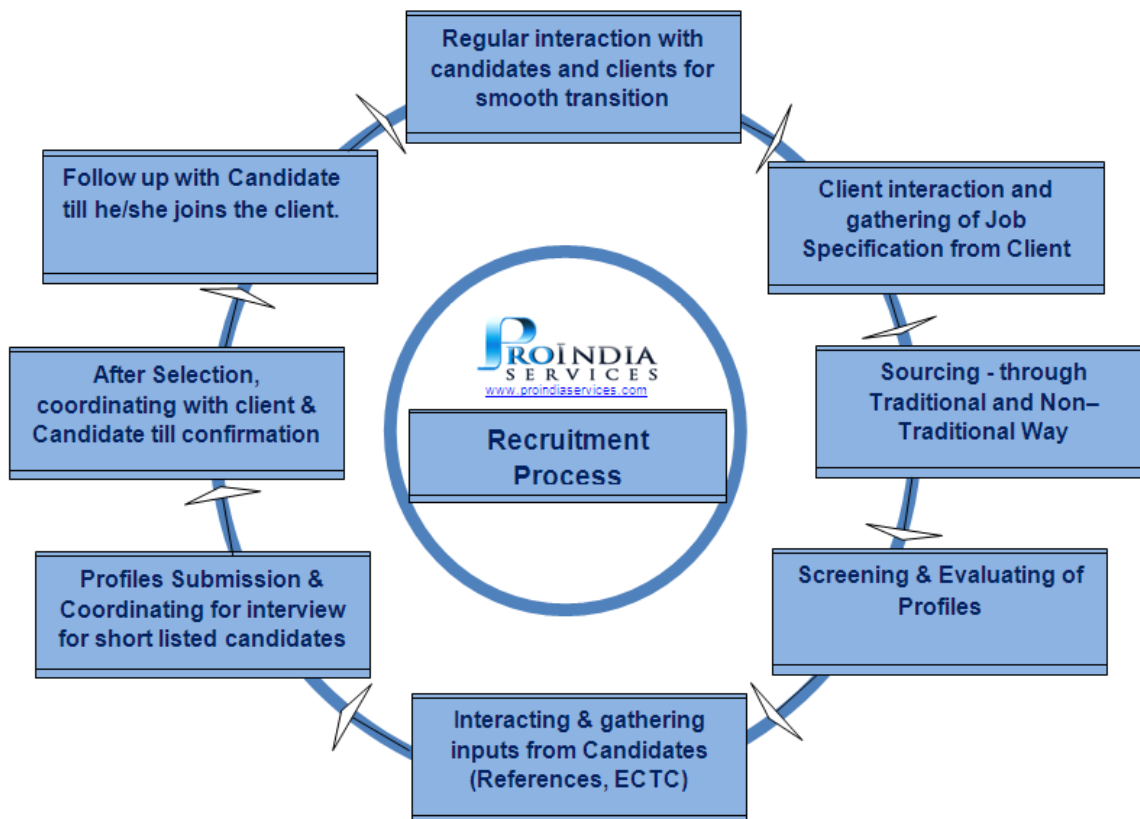 Regular interaction with
candidates and clients for
smooth transition
Client interaction and
gathering of Job
Specification from Client
Sourcing - through
Traditional and Non–
Traditional Way
Screening & Evaluating of
Profiles
Interacting & gathering
inputs from Candidates
(References, ECTC)
Profiles Submission &
Coordinating for interview
for short listed candidates
After Selection,
coordinating with client &
Candidate till confirmation
Follow up with Candidate
till he/she joins the client.
PROINDIA
SERVICES
www.proindiaservices.com
Recruitment
Process